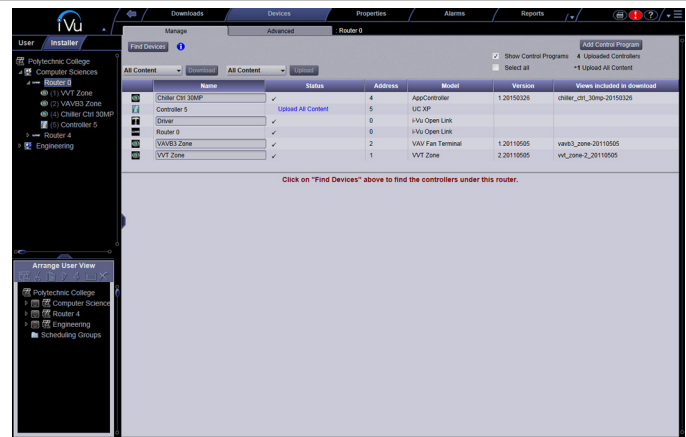 i Vu
Downloads Devices Properties Alarms Reports
User Installer
Manage Advanced : Router 0
Find Devices
Add Control Program
Show Control Programs 4 Uploaded Controllers
Select all 1 Upload All Content
All Content Download All Content Upload
Name Status Address Model Version Views included in download
Chiller Ctrl 30MP ✓ 4 AppController 1.20150326 chiller_ctrl_30mp-20150326
Controller 5 Upload All Content 5 UC XP
Driver ✓ 0 i-Vu Open Link
Router 0 ✓ 0 i-Vu Open Link
VAVB3 Zone ✓ 2 VAV Fan Terminal 1.20110505 vavb3_zone-20110505
VVT Zone ✓ 1 VVT Zone 2.20110505 vvt_zone-2_20110505
Click on "Find Devices" above to find the controllers under this router.
Polytechnic College
Computer Sciences
Router 0
(1) VVT Zone
(2) VAVB3 Zone
(4) Chiller Ctrl 30MP
(5) Controller 5
Router 4
Engineering
Arrange User View
Polytechnic College
Computer Science
Router 4
Engineering
Scheduling Groups